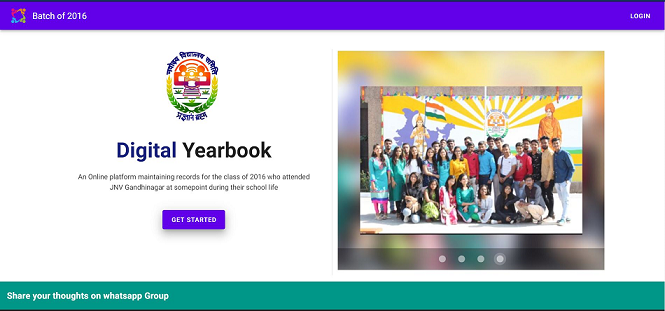 Batch of 2016
LOGIN
नवोदय विद्यालय समिति
प्रज्ञानं ब्रह्म
Digital Yearbook
An Online platform maintaining records for the class of 2016 who attended
JNV Gandhinagar at somepoint during their school life
GET STARTED
Share your thoughts on whatsapp Group